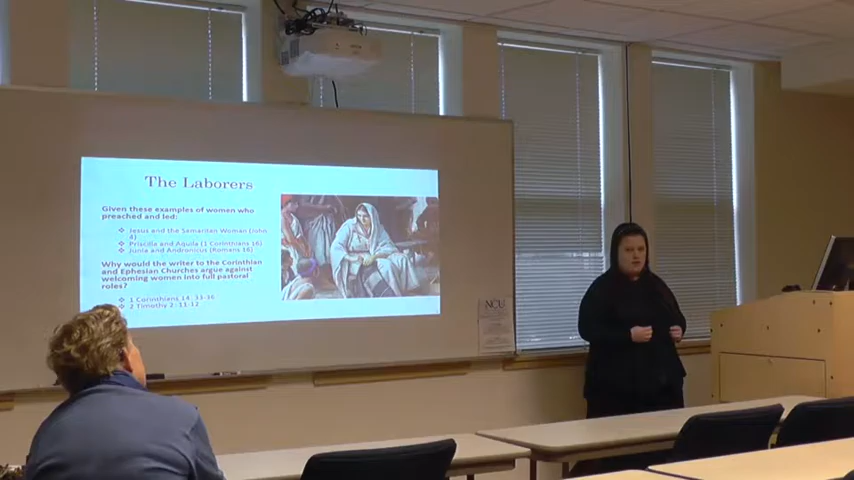 The Laborers
Given these examples of women who
preached and led:
Jesus and the Samaritan Woman (John
4)
Priscilla and Aquila (1 Corinthians 16)
Junia and Andronicus (Romans 16)
Why would the writer to the Corinthian
and Ephesian Churches argue against
welcoming women into full pastoral
roles?
1 Corinthians 14: 33-36
2 Timothy 2: 11-12
NCU